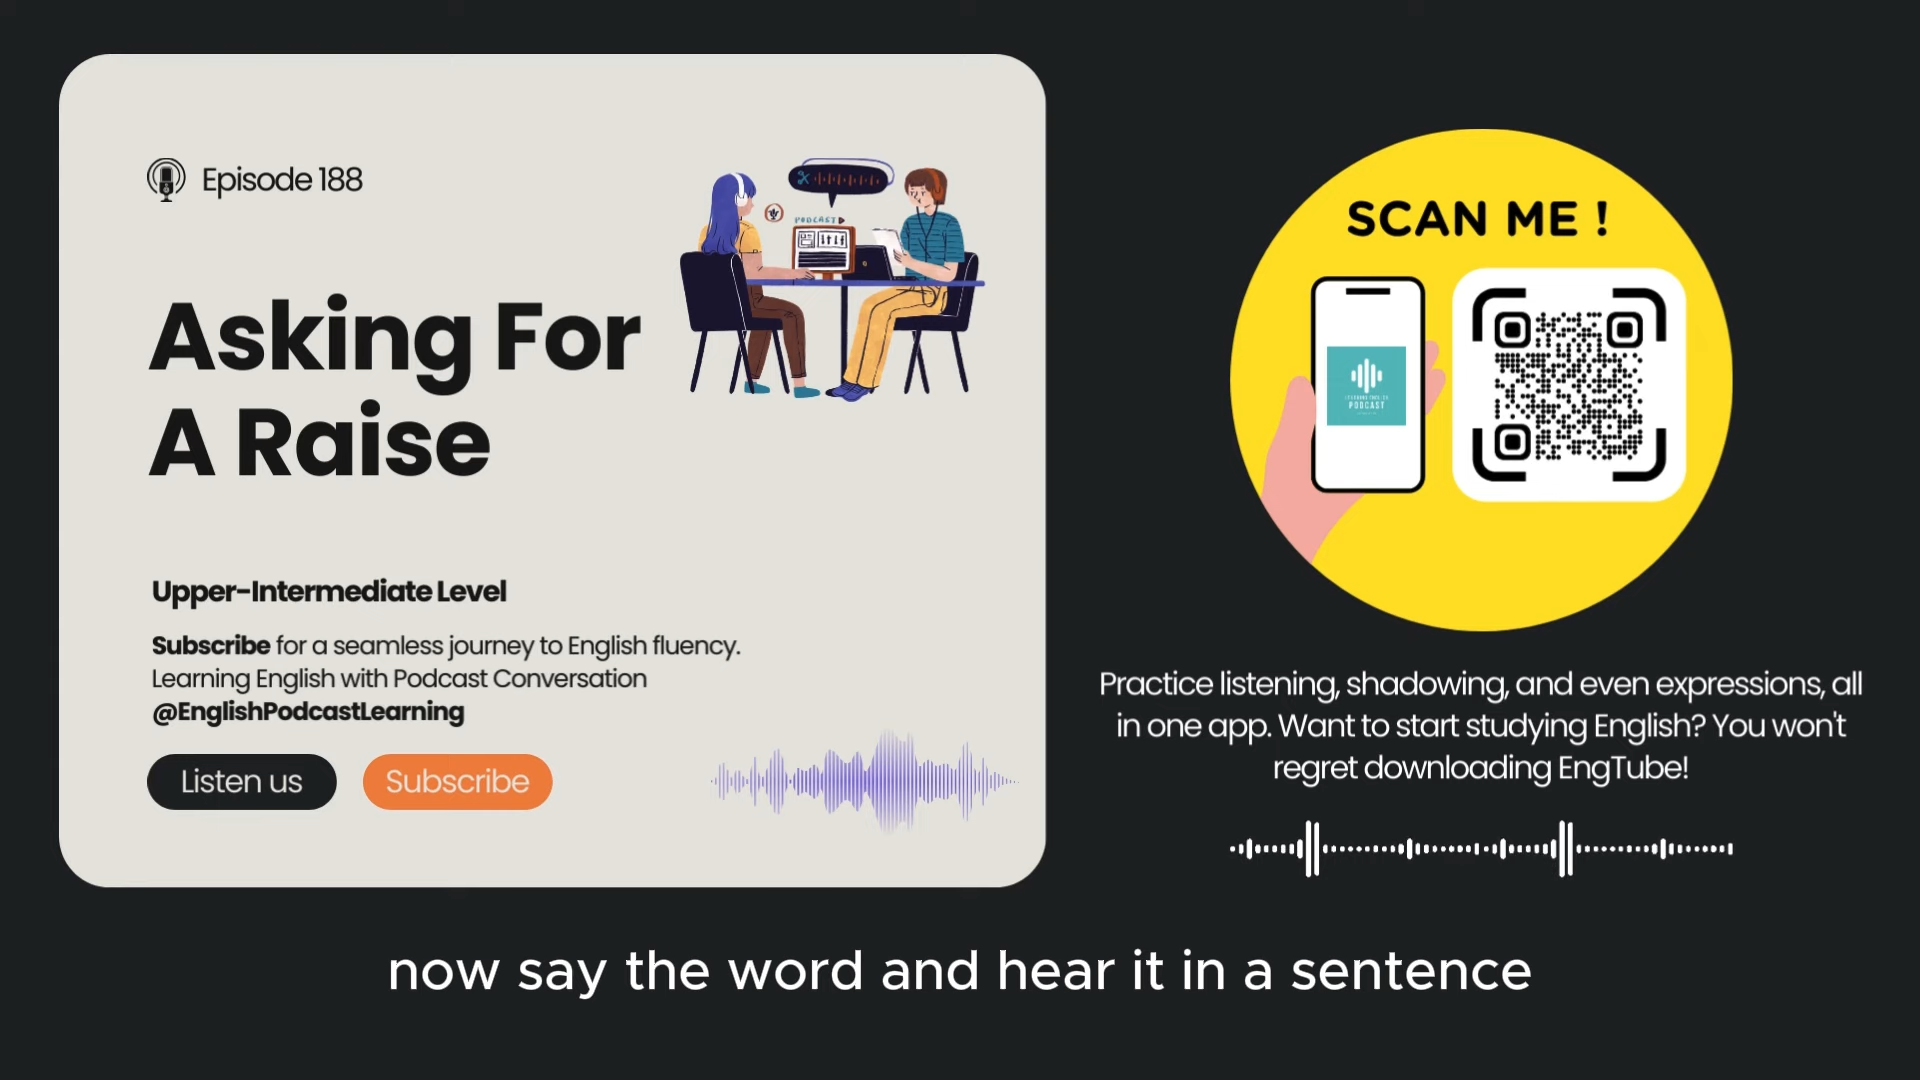 Episode 188
Asking For
A Raise
PODCAST
Upper-Intermediate Level
Subscribe for a seamless journey to English fluency.
Learning English with Podcast Conversation
@EnglishPodcastLearning
Listen us
Subscribe
SCAN ME !
PODCAST
Practice listening, shadowing, and even expressions, all
in one app. Want to start studying English? You won't
regret downloading EngTube!
now say the word and hear it in a sentence